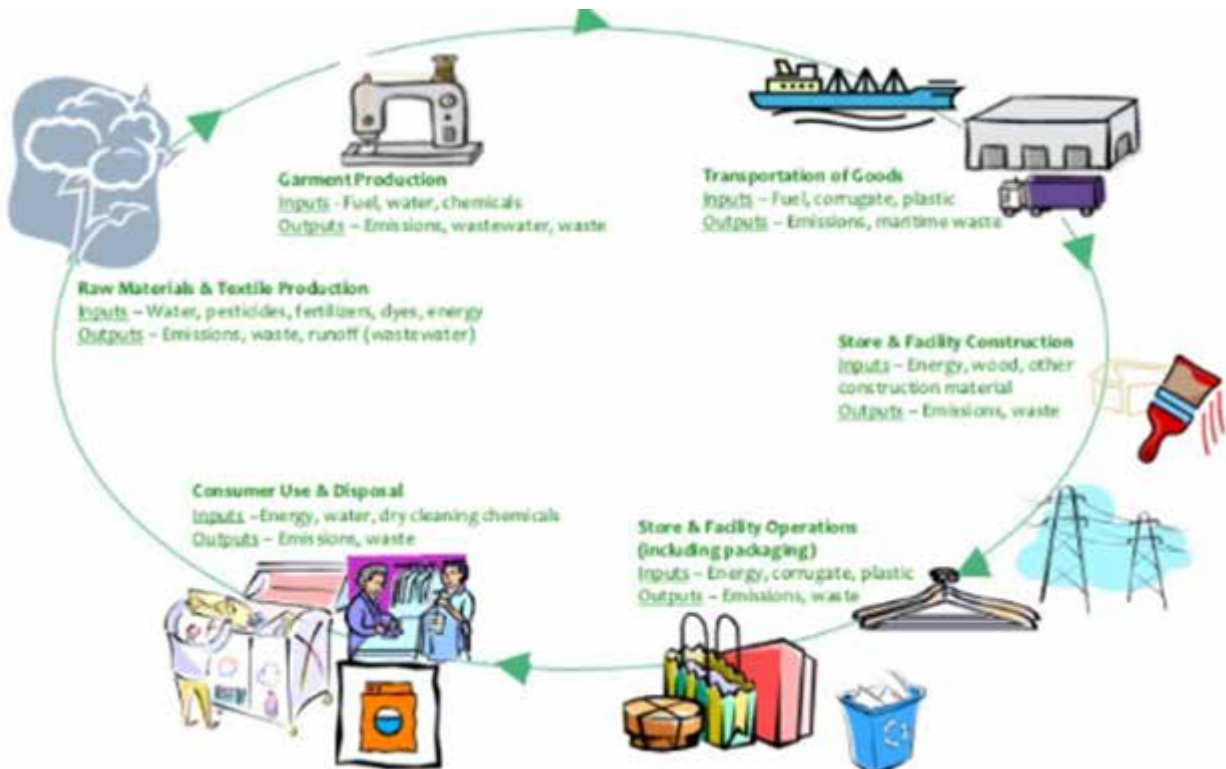 Garment Production
Inputs - Fuel, water, chemicals
Outputs – Emissions, wastewater, waste
Transportation of Goods
Inputs – Fuel, corrugate, plastic
Outputs – Emissions, maritime waste
Raw Materials & Textile Production
Inputs – Water, pesticides, fertilizers, dyes, energy
Outputs – Emissions, waste, runoff (wastewater)
Store & Facility Construction
Inputs – Energy, wood, other
construction material
Outputs – Emissions, waste
Consumer Use & Disposal
Inputs –Energy, water, dry cleaning chemicals
Outputs – Emissions, waste
Store & Facility Operations
(including packaging)
Inputs – Energy, corrugate, plastic
Outputs – Emissions, waste